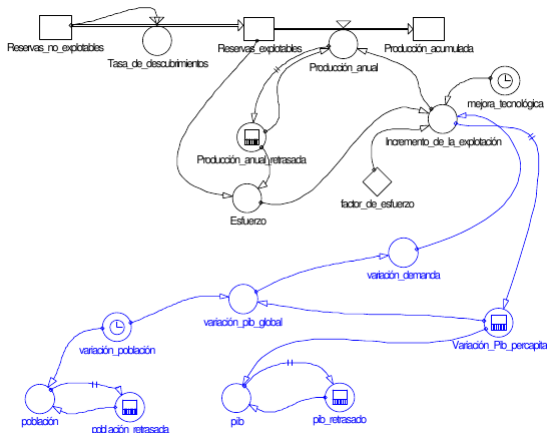 Reservas_no_explotables
Reservas_explotables
Producción_acumulada
Tasa_de_descubrimientos
Producción_anual
mejora_tecnológica
Producción_anual_retrasada
Incremento_de_la_explotación
Esfuerzo
factor_de_esfuerzo
variación_demanda
variación_pib_global
variación_población
Variación_PIb_percapita
población
población_retrasada
pib
pib_retrasado